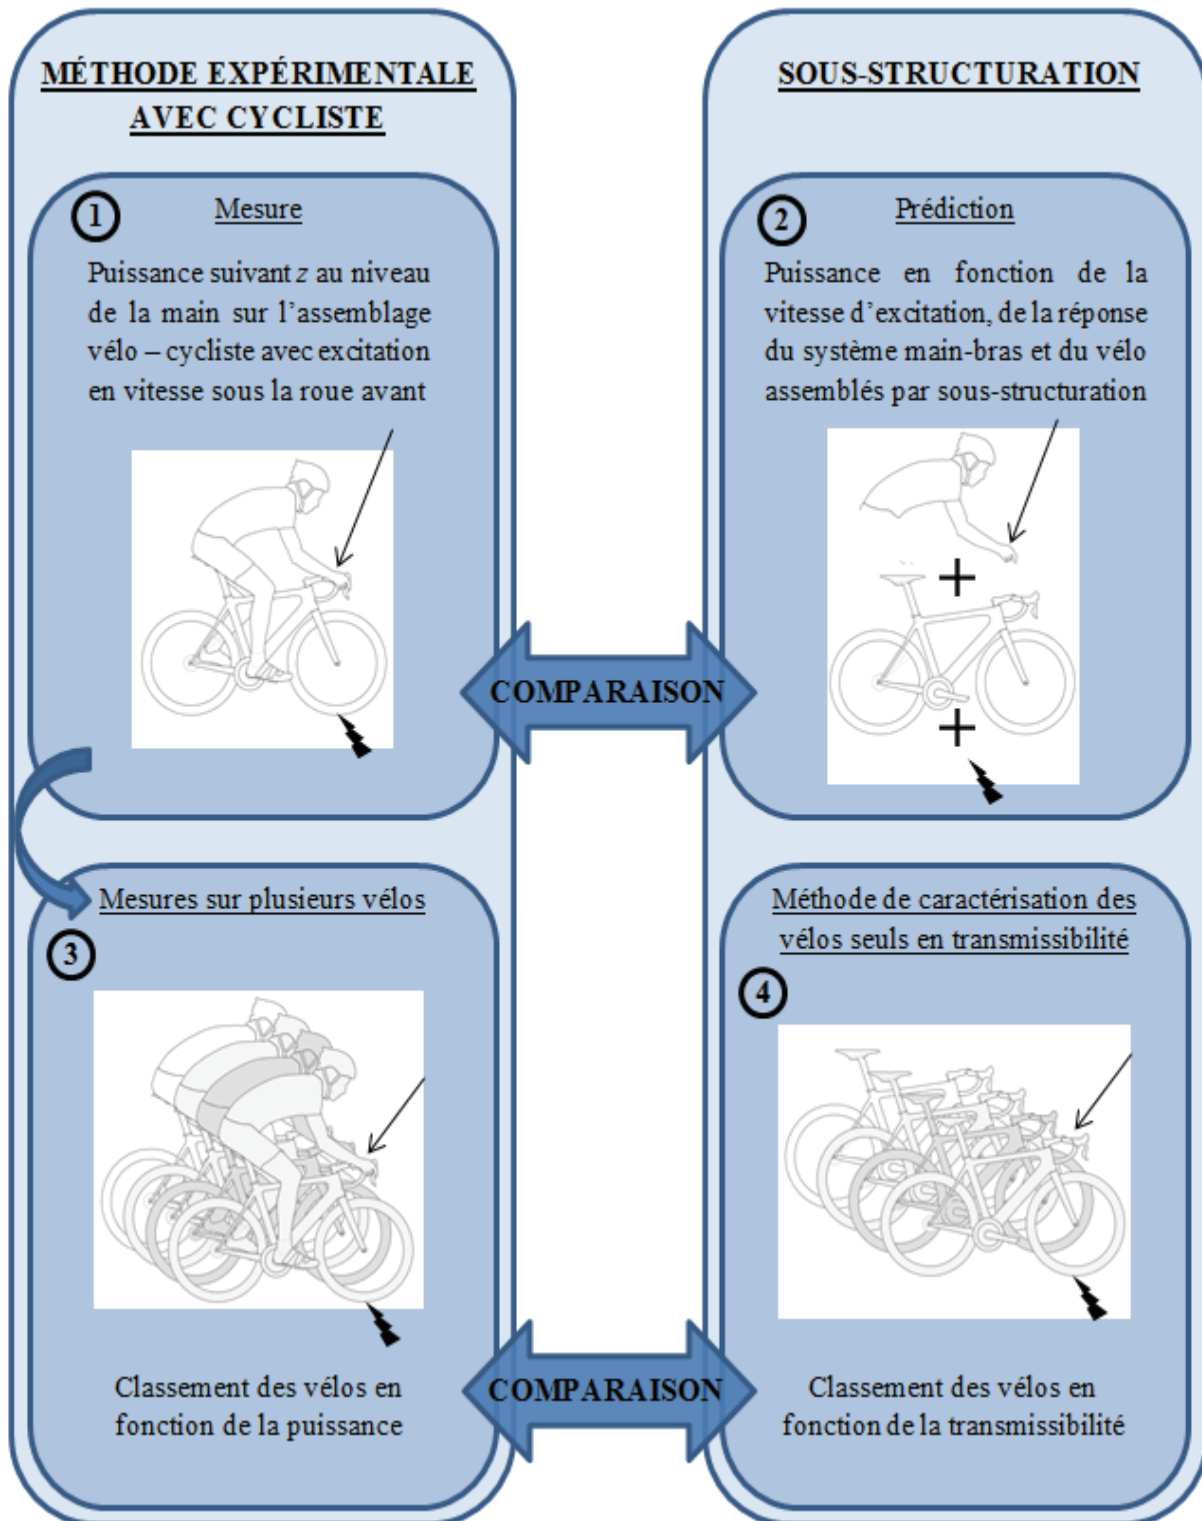 MÉTHODE EXPÉRIMENTALE
AVEC CYCLISTE
1
Mesure
Puissance suivant z au niveau
de la main sur l'assemblage
vélo – cycliste avec excitation
en vitesse sous la roue avant
SOUS-STRUCTURATION
2
Prédiction
Puissance en fonction de la
vitesse d'excitation, de la réponse
du système main-bras et du vélo
assemblés par sous-structuration
+
+
COMPARAISON
Mesures sur plusieurs vélos
3
Classement des vélos en
fonction de la puissance
Méthode de caractérisation des
vélos seuls en transmissibilité
4
Classement des vélos en
fonction de la transmissibilité
COMPARAISON